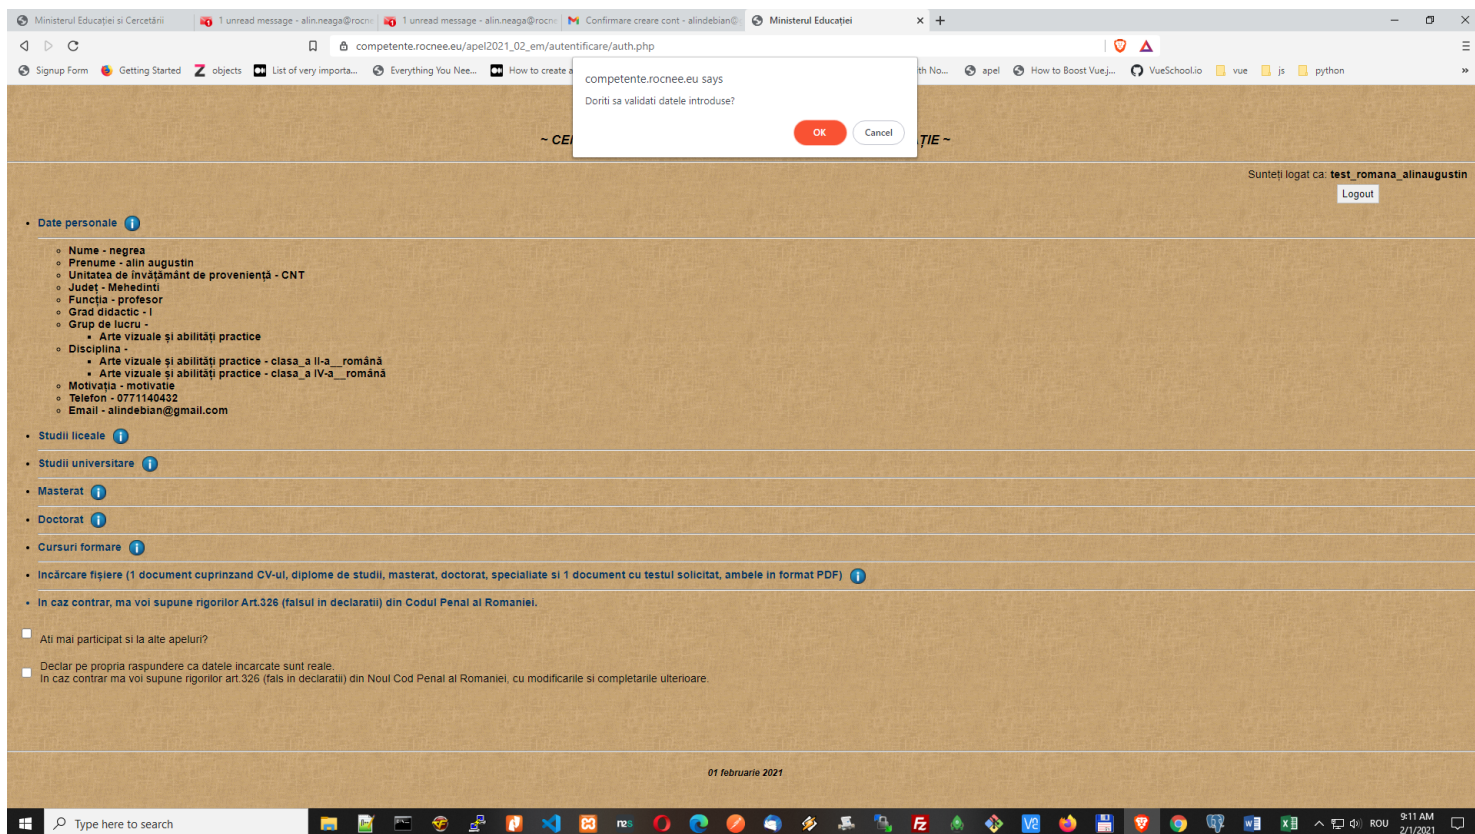 Ministerul Educației si Cercetării
1 unread message - alin.neaga@rocne
1 unread message - alin.neaga@rocne
Confirmare creare cont - alindebian@
Ministerul Educației
competente.rocnee.eu/apel2021_02_em/autentificare/auth.php
Signup Form
Getting Started
objects
List of very importa...
Everything You Nee...
How to create a
ith No...
apel
How to Boost Vue.j...
VueSchool.io
vue
js
python
»
competente.rocnee.eu says
Doriti sa validati datele introduse?
OK
Cancel
~ CE
ȚIE ~
Sunteți logat ca: test_romana_alinaugustin
Logout
Date personale
Nume - negrea
Prenume - alin augustin
Unitatea de învățământ de proveniență - CNT
Județ - Mehedinti
Funcția - profesor
Grad didactic - I
Grup de lucru -
Arte vizuale și abilități practice
Disciplina -
Arte vizuale și abilități practice - clasa_a II-a__română
Arte vizuale și abilități practice - clasa_a IV-a__română
Motivația - motivatie
Telefon - 0771140432
Email - alindebian@gmail.com
Studii liceale
Studii universitare
Masterat
Doctorat
Cursuri formare
Incărcare fișiere (1 document cuprinzand CV-ul, diplome de studii, masterat, doctorat, specialiate si 1 document cu testul solicitat, ambele in format PDF)
In caz contrar, ma voi supune rigorilor Art.326 (falsul in declaratii) din Codul Penal al Romaniei.
Ati mai participat si la alte apeluri?
Declar pe propria raspundere ca datele incarcate sunt reale.
In caz contrar ma voi supune rigorilor art.326 (fals in declaratii) din Noul Cod Penal al Romaniei, cu modificarile si completarile ulterioare.
01 februarie 2021
Type here to search
ROU
9:11 AM
2/1/2021